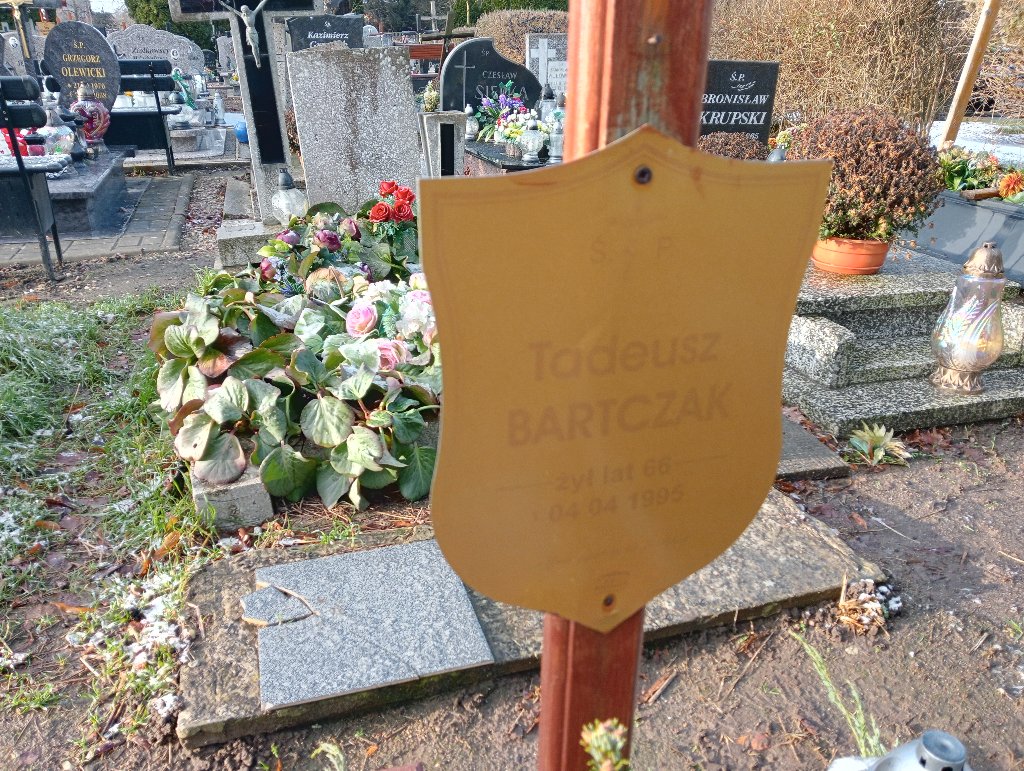 Ś. P.
GRZEGORZ
OLEWICKI
Kazimierz
CZESŁAW
Ś.P.
BRONISŁAW
KRUPSKI
Ś + P
Tadeusz
BARTCZAK
żył lat 66
04 04 1995